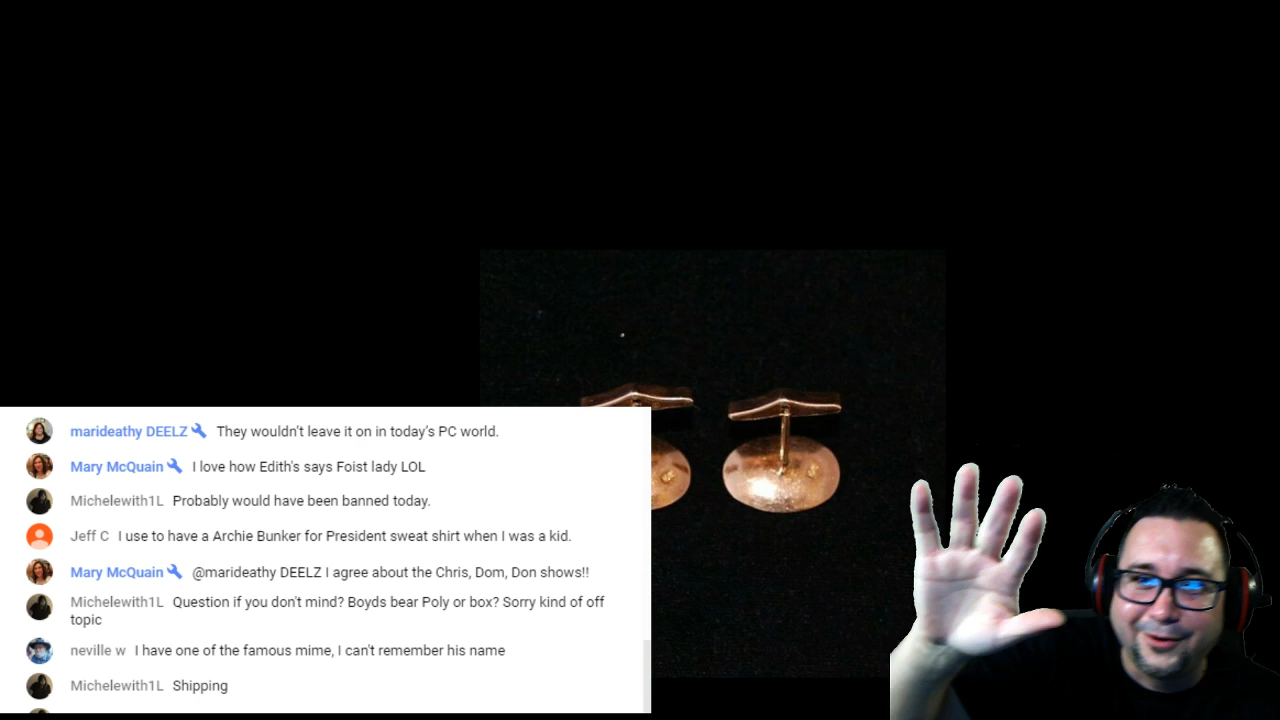 marideathy DEELZ They wouldn't leave it on in today's PC world.
Mary McQuain I love how Edith's says Foist lady LOL
Michelewith1L Probably would have been banned today.
Jeff C I use to have a Archie Bunker for President sweat shirt when I was a kid.
Mary McQuain @marideathy DEELZ I agree about the Chris, Dom, Don shows!!
Michelewith1L Question if you don't mind? Boyds bear Poly or box? Sorry kind of off
topic
neville w I have one of the famous mime, I can't remember his name
Michelewith1L Shipping